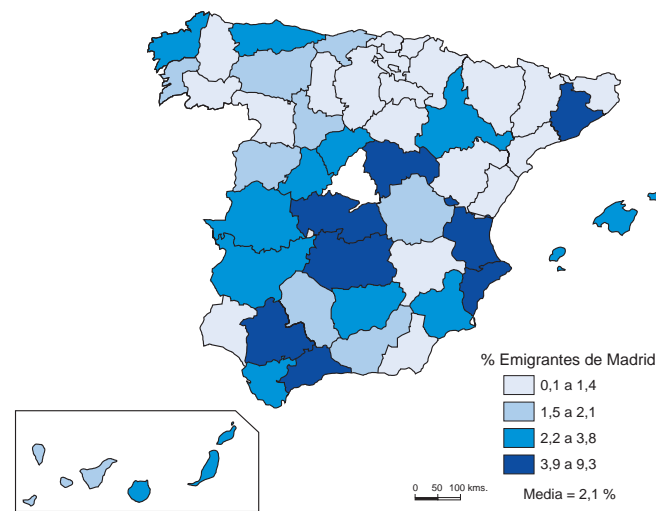 % Emigrantes de Madrid
0,1 a 1,4
1,5 a 2,1
2,2 a 3,8
3,9 a 9,3
0 50 100 kms.
Media = 2,1 %